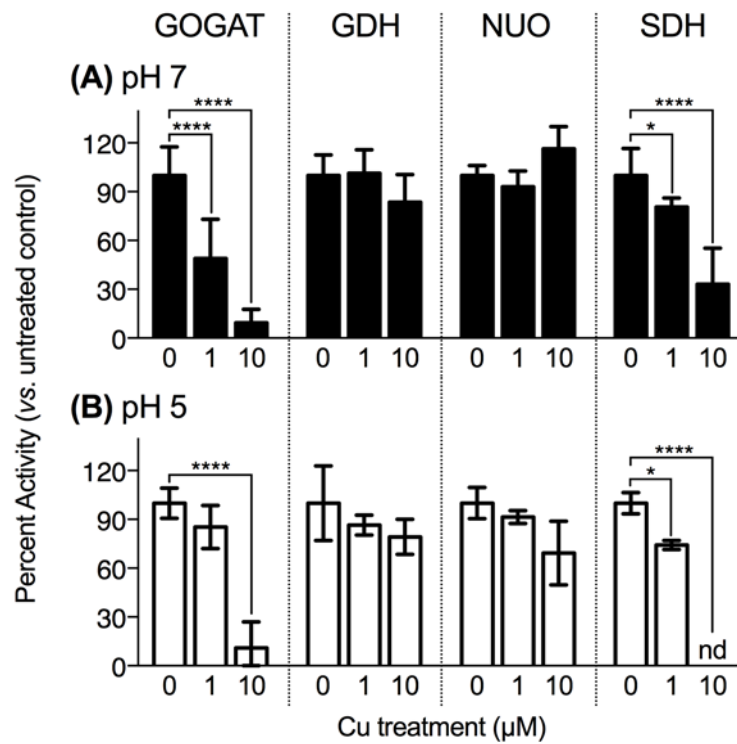 GOGAT GDH NUO SDH
(A) pH 7
Percent Activity (vs. untreated control)
120
90
60
30
0
****
****
****
*
0 1 10 0 1 10 0 1 10 0 1 10
(B) pH 5
120
90
60
30
0
****
****
*
nd
0 1 10 0 1 10 0 1 10 0 1 10
Cu treatment (µM)